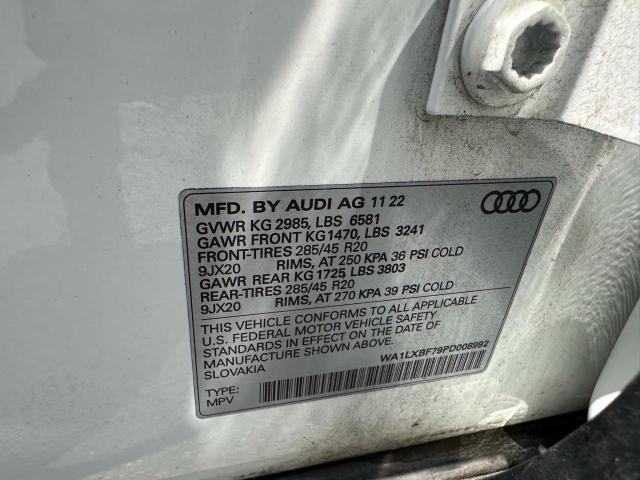 MFD. BY AUDI AG 11 22
GVWR KG 2985, LBS 6581
GAWR FRONT KG1470, LBS 3241
FRONT-TIRES 285/45 R20
9JX20 RIMS, AT 250 KPA 36 PSI COLD
GAWR REAR KG 1725, LBS 3803
REAR-TIRES 285/45 R20
9JX20 RIMS, AT 270 KPA 39 PSI COLD
THIS VEHICLE CONFORMS TO ALL APPLICABLE
U.S. FEDERAL MOTOR VEHICLE SAFETY
STANDARDS IN EFFECT ON THE DATE OF
MANUFACTURE SHOWN ABOVE.
SLOVAKIA
WA1LXBF79PD008992
TYPE:
MPV